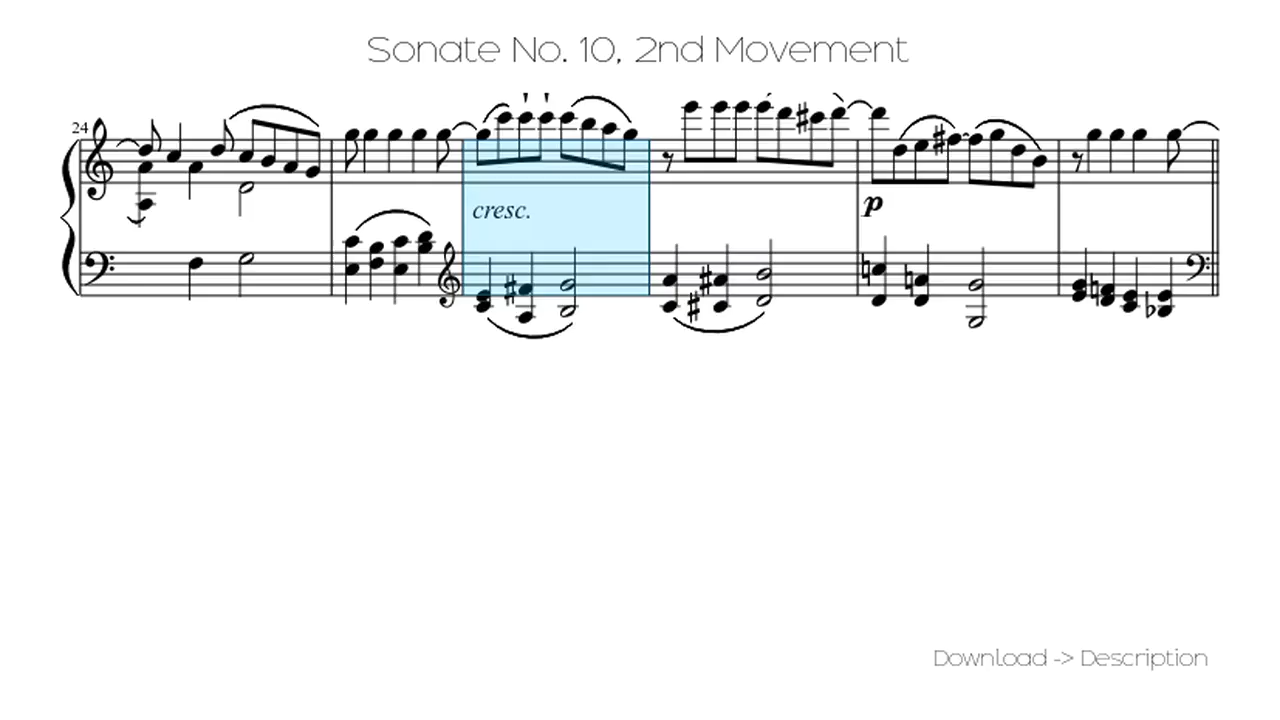 Sonate No. 10, 2nd Movement
24
cresc.
p
Download -> Description